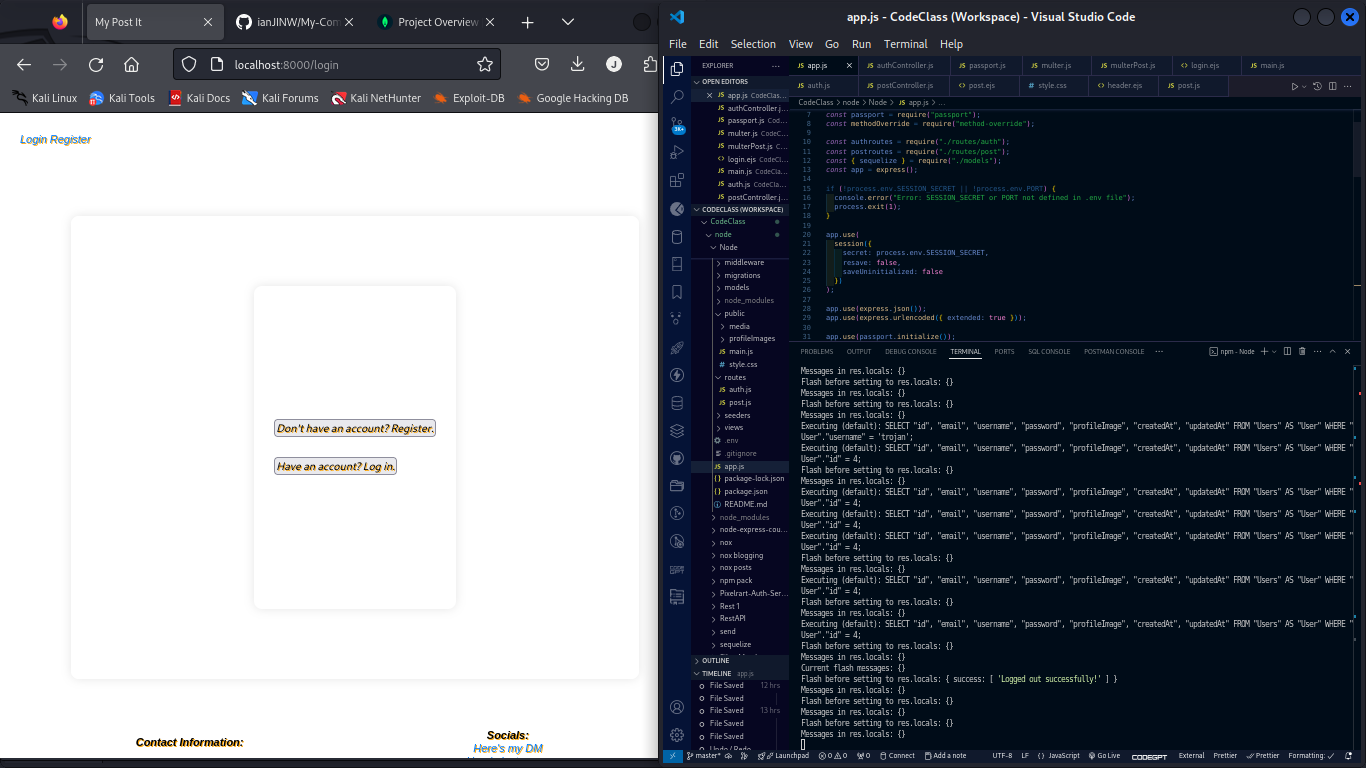 My Post It
ianJINW/My-Com
Project Overview
localhost:8000/login
Kali Linux
Kali Tools
Kali Docs
Kali Forums
Kali NetHunter
Exploit-DB
Google Hacking DB
Login Register
Don't have an account? Register.
Have an account? Log in.
Contact Information:
Socials:
Here's my DM
app.js - CodeClass (Workspace) - Visual Studio Code
File Edit Selection View Go Run Terminal Help
EXPLORER
OPEN EDITORS
app.js CodeClas...
authController.j...
passport.js Cod...
multer.js CodeC...
multerPost.js Co...
login.ejs CodeCl...
main.js CodeCla...
auth.js CodeCla...
postController.j...
CODECLASS (WORKSPACE)
CodeClass
node
Node
middleware
migrations
models
node_modules
public
media
profileImages
main.js
style.css
routes
auth.js
post.js
seeders
views
.env
.gitignore
app.js
package-lock.json
package.json
README.md
node_modules
node-express-cou...
nox
nox blogging
nox posts
npm pack
Pixelrart-Auth-Ser...
Rest 1
RestAPI
send
sequelize
OUTLINE
TIMELINE app.js
File Saved 12 hrs
File Saved
File Saved 13 hrs
File Saved
File Saved
Undo / Redo
app.js
authController.js
passport.js
multer.js
multerPost.js
login.ejs
main.js
auth.js
postController.js
post.ejs
style.css
header.ejs
post.js
CodeClass > node > Node > app.js > ...
7 const passport = require("passport");
8 const methodOverride = require("method-override");
9
10 const authroutes = require("./routes/auth");
11 const postroutes = require("./routes/post");
12 const { sequelize } = require("./models");
13 const app = express();
14
15 if (!process.env.SESSION_SECRET || !process.env.PORT) {
16 console.error("Error: SESSION_SECRET or PORT not defined in .env file");
17 process.exit(1);
18 }
19
20 app.use(
21 session({
22 secret: process.env.SESSION_SECRET,
23 resave: false,
24 saveUninitialized: false
25 })
26 );
27
28 app.use(express.json());
29 app.use(express.urlencoded({ extended: true }));
30
31 app.use(passport.initialize());
PROBLEMS OUTPUT DEBUG CONSOLE TERMINAL PORTS SQL CONSOLE POSTMAN CONSOLE ... npm - Node
Messages in res.locals: {}
Flash before setting to res.locals: {}
Messages in res.locals: {}
Flash before setting to res.locals: {}
Messages in res.locals: {}
Executing (default): SELECT "id", "email", "username", "password", "profileImage", "createdAt", "updatedAt" FROM "Users" AS "User" WHERE "
User"."username" = 'trojan';
Executing (default): SELECT "id", "email", "username", "password", "profileImage", "createdAt", "updatedAt" FROM "Users" AS "User" WHERE "
User"."id" = 4;
Flash before setting to res.locals: {}
Messages in res.locals: {}
Executing (default): SELECT "id", "email", "username", "password", "profileImage", "createdAt", "updatedAt" FROM "Users" AS "User" WHERE "
User"."id" = 4;
Executing (default): SELECT "id", "email", "username", "password", "profileImage", "createdAt", "updatedAt" FROM "Users" AS "User" WHERE "
User"."id" = 4;
Executing (default): SELECT "id", "email", "username", "password", "profileImage", "createdAt", "updatedAt" FROM "Users" AS "User" WHERE "
User"."id" = 4;
Flash before setting to res.locals: {}
Messages in res.locals: {}
Executing (default): SELECT "id", "email", "username", "password", "profileImage", "createdAt", "updatedAt" FROM "Users" AS "User" WHERE "
User"."id" = 4;
Flash before setting to res.locals: {}
Messages in res.locals: {}
Executing (default): SELECT "id", "email", "username", "password", "profileImage", "createdAt", "updatedAt" FROM "Users" AS "User" WHERE "
User"."id" = 4;
Flash before setting to res.locals: {}
Messages in res.locals: {}
Current flash messages: {}
Flash before setting to res.locals: { success: [ 'Logged out successfully!' ] }
Messages in res.locals: {}
Flash before setting to res.locals: {}
Messages in res.locals: {}
Flash before setting to res.locals: {}
Messages in res.locals: {}
master* Launchpad 0 0 0 Connect Add a note UTF-8 LF {} JavaScript Go Live CODEGPT External Prettier Prettier Formatting: